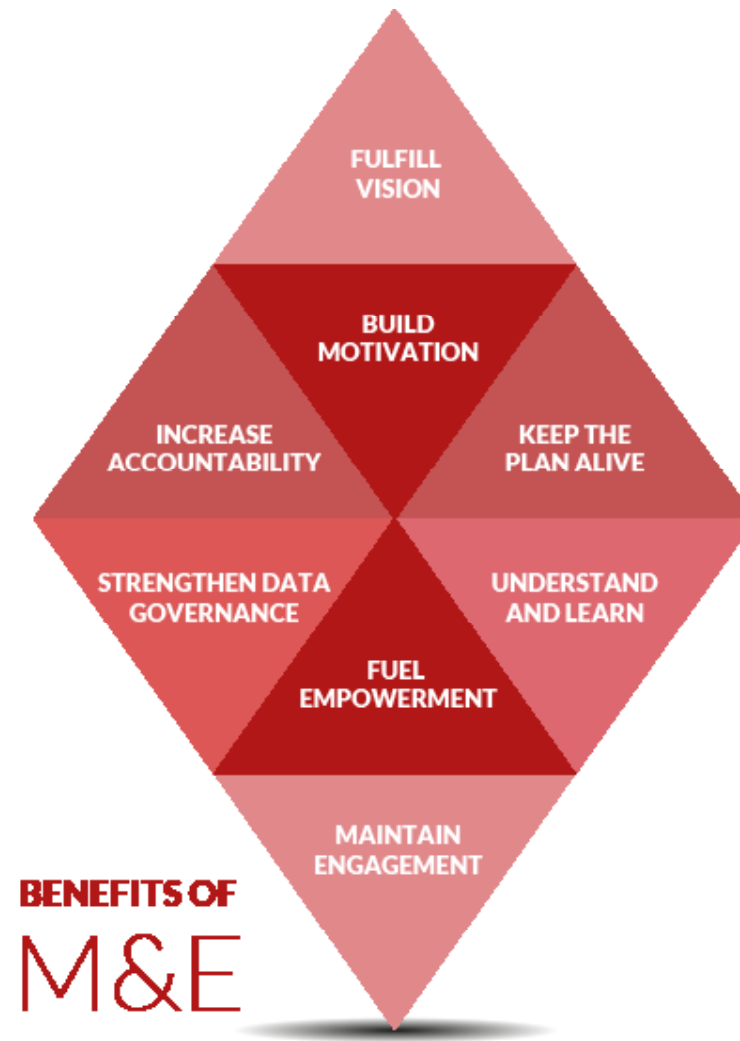 FULFILL
VISION
BUILD
MOTIVATION
INCREASE
ACCOUNTABILITY
KEEP THE
PLAN ALIVE
STRENGTHEN DATA
GOVERNANCE
UNDERSTAND
AND LEARN
FUEL
EMPOWERMENT
MAINTAIN
ENGAGEMENT
BENEFITS OF
M&E